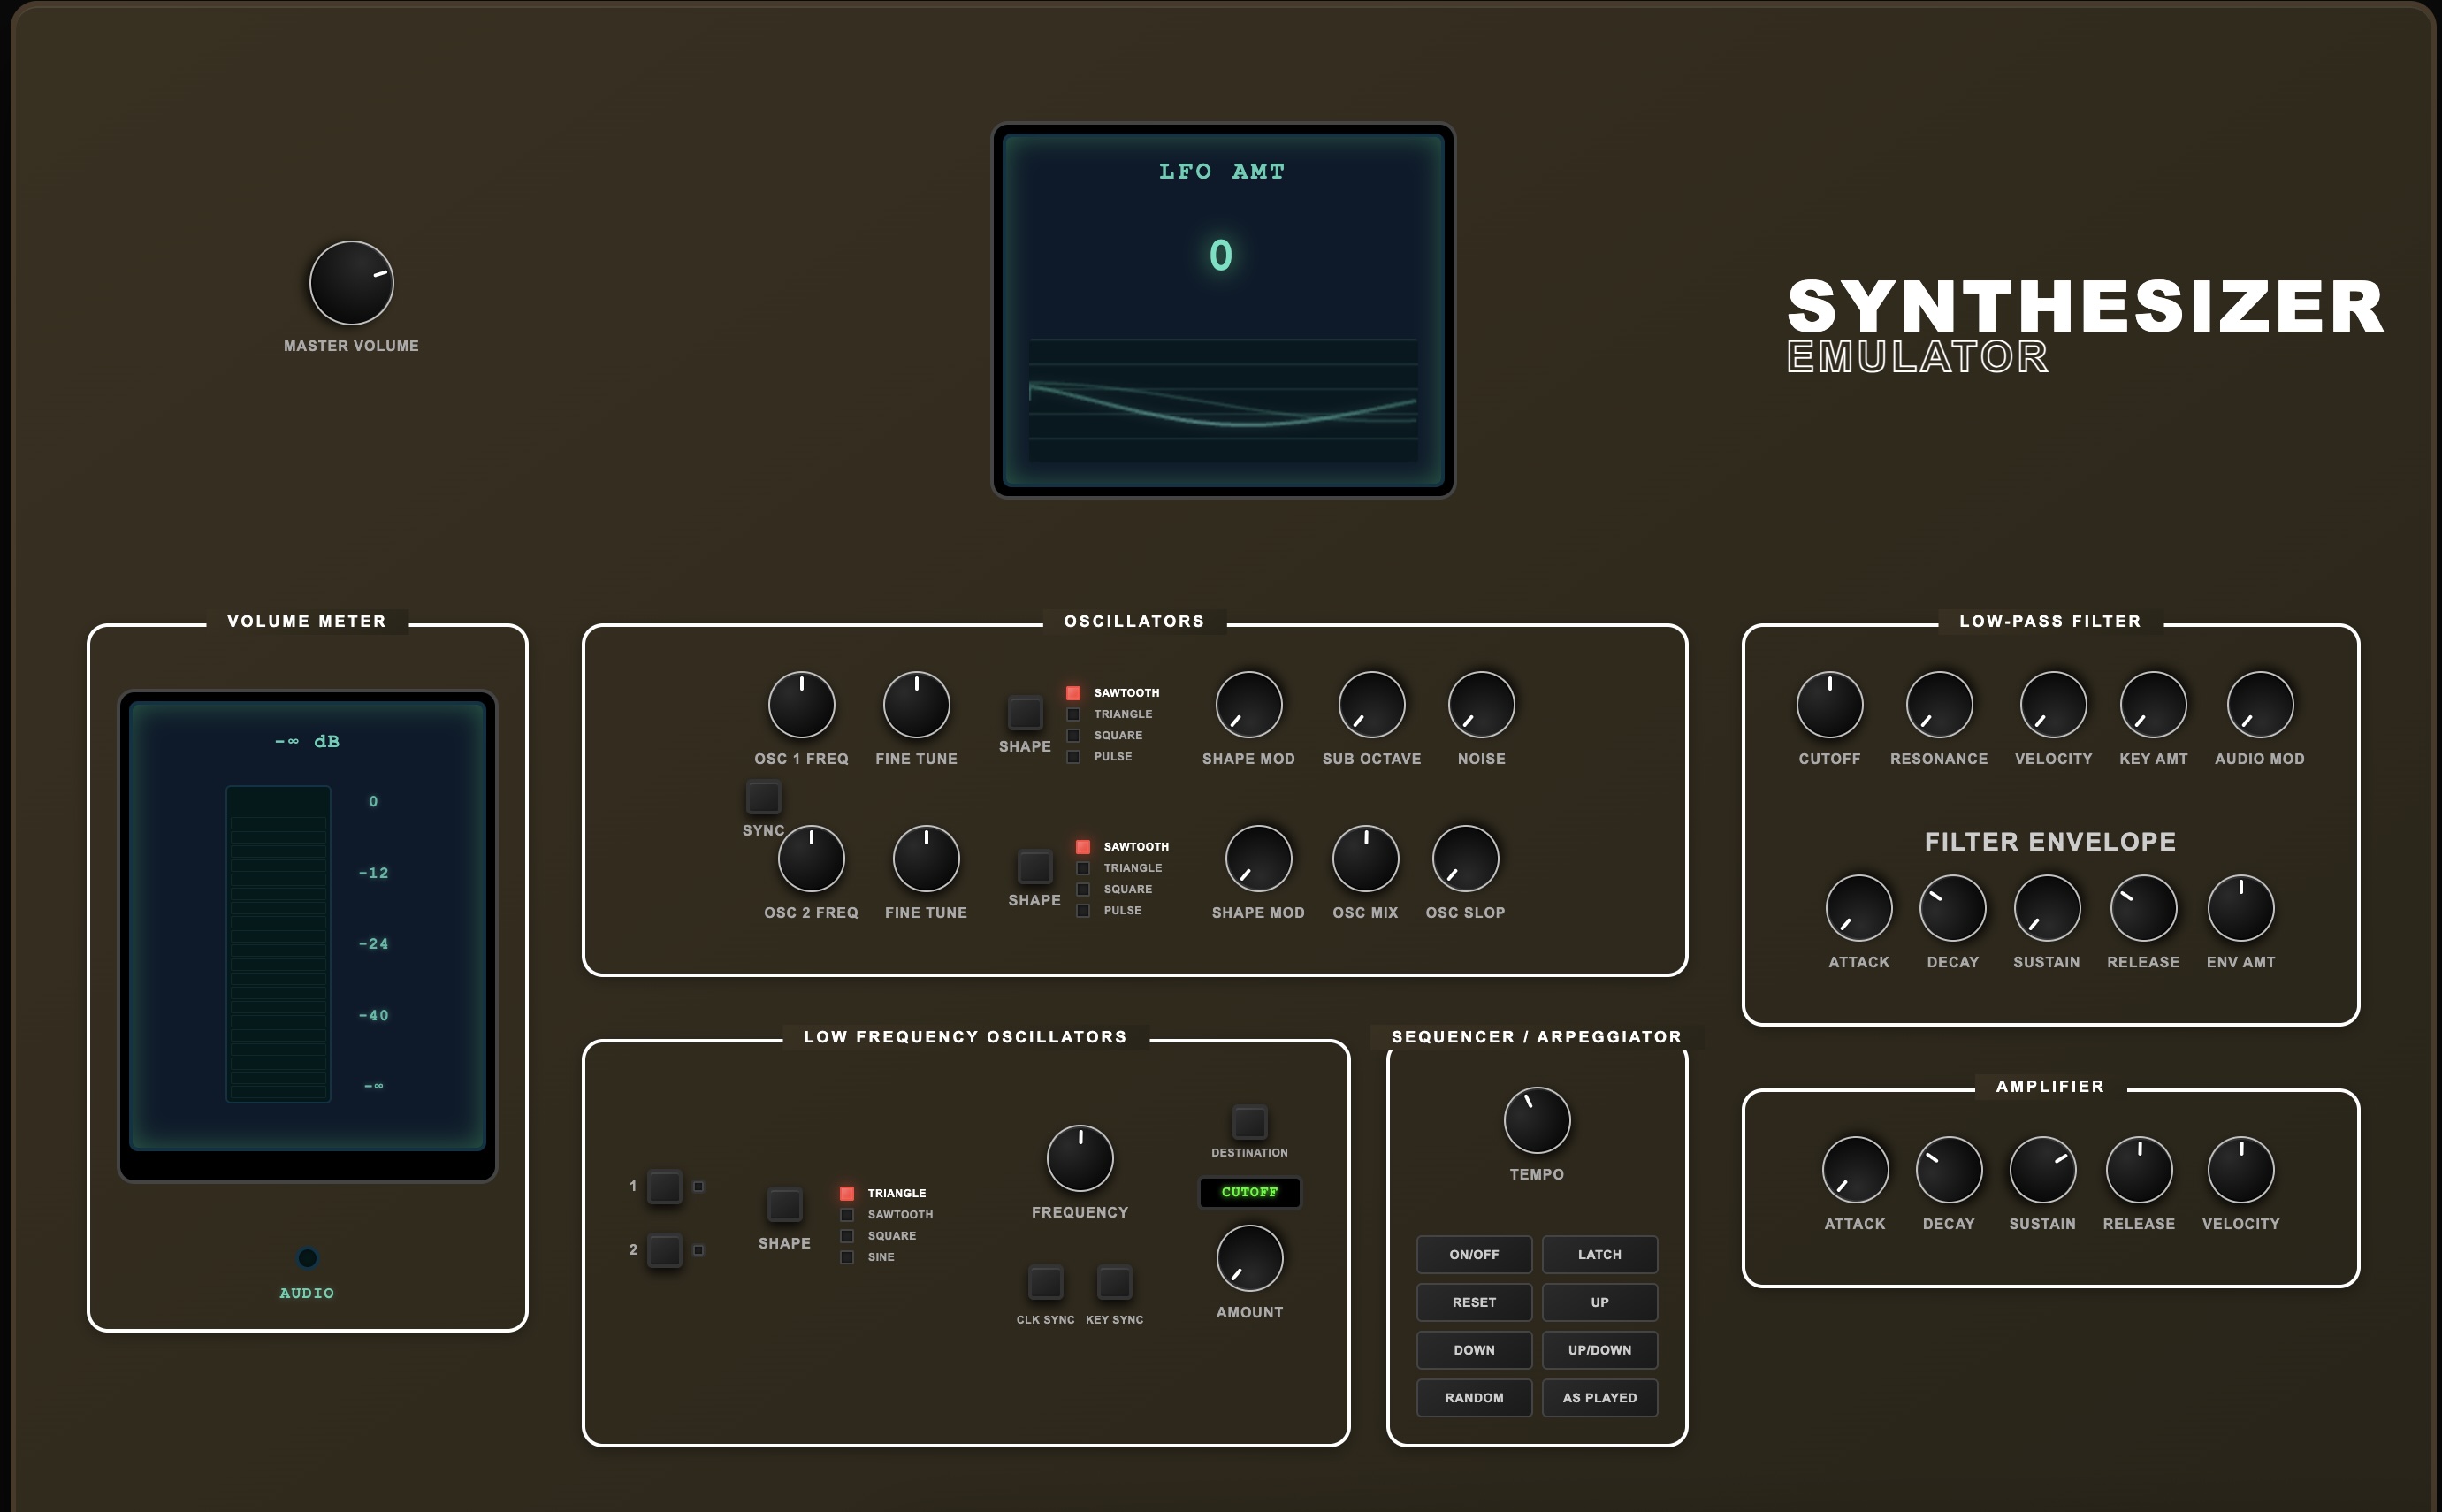 LFO AMT
0
MASTER VOLUME
SYNTHESIZER
EMULATOR
VOLUME METER
-∞ dB
0
-12
-24
-40
-∞
AUDIO
OSCILLATORS
OSC 1 FREQ
FINE TUNE
SHAPE
SAWTOOTH
TRIANGLE
SQUARE
PULSE
SHAPE MOD
SUB OCTAVE
NOISE
SYNC
OSC 2 FREQ
FINE TUNE
SHAPE
SAWTOOTH
TRIANGLE
SQUARE
PULSE
SHAPE MOD
OSC MIX
OSC SLOP
LOW FREQUENCY OSCILLATORS
1
2
SHAPE
TRIANGLE
SAWTOOTH
SQUARE
SINE
FREQUENCY
CLK SYNC
KEY SYNC
DESTINATION
CUTOFF
AMOUNT
SEQUENCER / ARPEGGIATOR
TEMPO
ON/OFF
LATCH
RESET
UP
DOWN
UP/DOWN
RANDOM
AS PLAYED
LOW-PASS FILTER
CUTOFF
RESONANCE
VELOCITY
KEY AMT
AUDIO MOD
FILTER ENVELOPE
ATTACK
DECAY
SUSTAIN
RELEASE
ENV AMT
AMPLIFIER
ATTACK
DECAY
SUSTAIN
RELEASE
VELOCITY